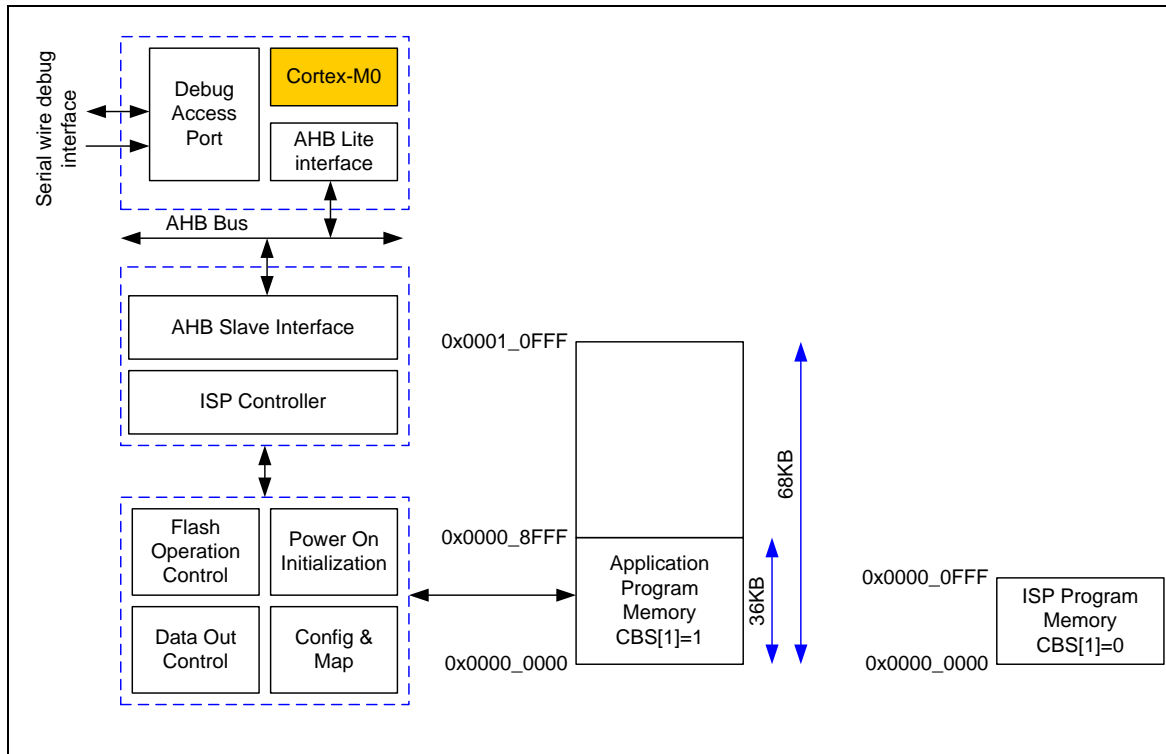 Serial wire debug
interface
Debug
Access
Port
Cortex-M0
AHB Lite
interface
AHB Bus
AHB Slave Interface
ISP Controller
Flash
Operation
Control
Power On
Initialization
Data Out
Control
Config &
Map
0x0001_0FFF
0x0000_8FFF
0x0000_0000
Application
Program
Memory
CBS[1]=1
36KB
68KB
0x0000_0FFF
0x0000_0000
ISP Program
Memory
CBS[1]=0